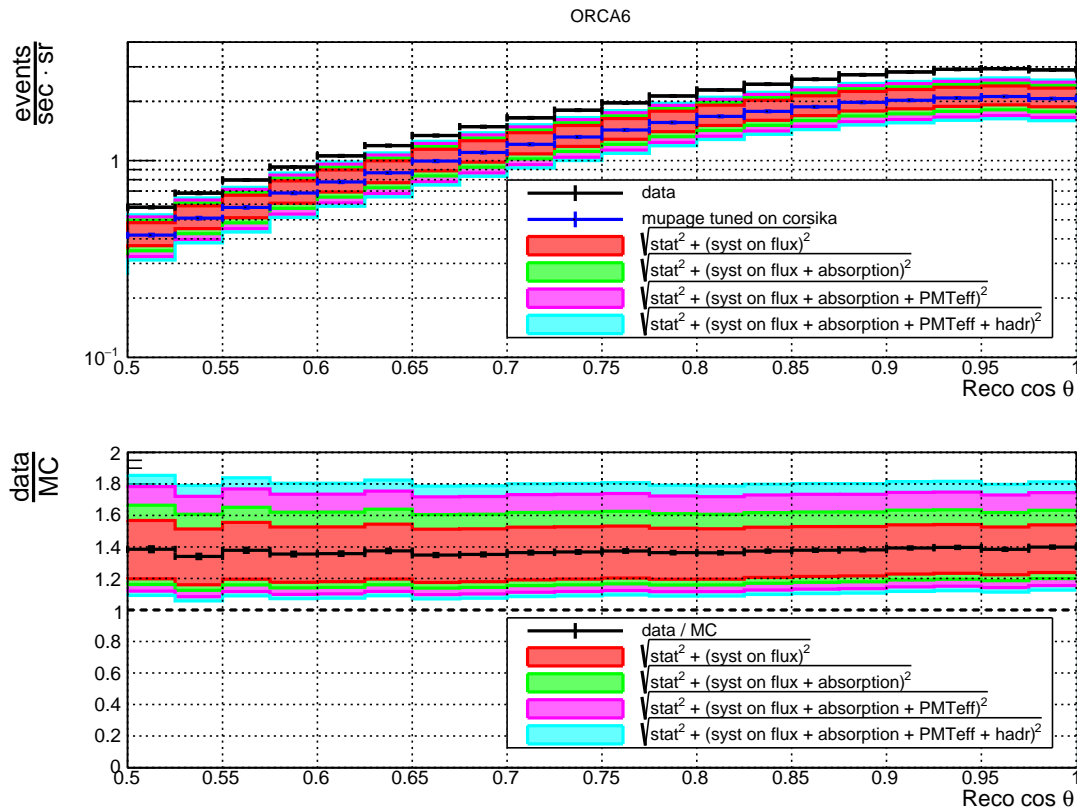 ORCA6
events
sec · sr
1
10⁻¹
data
mupage tuned on corsika
√stat² + (syst on flux)²
√stat² + (syst on flux + absorption)²
√stat² + (syst on flux + absorption + PMTeff)²
√stat² + (syst on flux + absorption + PMTeff + hadr)²
0.5 0.55 0.6 0.65 0.7 0.75 0.8 0.85 0.9 0.95 1
Reco cos θ
data
MC
2
1.8
1.6
1.4
1.2
1
0.8
0.6
0.4
0.2
0
data / MC
√stat² + (syst on flux)²
√stat² + (syst on flux + absorption)²
√stat² + (syst on flux + absorption + PMTeff)²
√stat² + (syst on flux + absorption + PMTeff + hadr)²
0.5 0.55 0.6 0.65 0.7 0.75 0.8 0.85 0.9 0.95 1
Reco cos θ